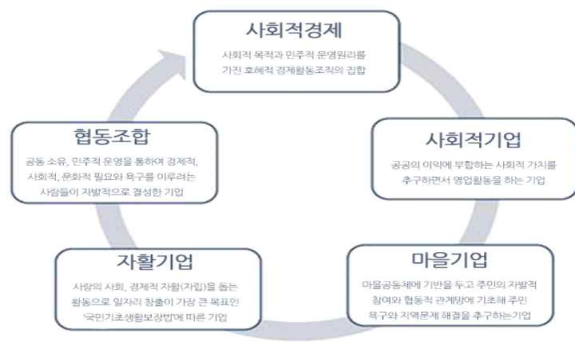 사회적경제
사회적 목적과 민주적 운영원리를
가진 호혜적 경제활동조직의 집합
협동조합
공동 소유, 민주적 운영을 통하여 경제적,
사회적, 문화적 필요와 욕구를 이루려는
사람들이 자발적으로 결성한 기업
사회적기업
공공의 이익에 부합하는 사회적 가치를
추구하면서 영업활동을 하는 기업
자활기업
사람의 사회, 경제적 자활(자립)을 돕는
활동으로 일자리 창출이 가장 큰 목표인
'국민기초생활보장법'에 따른 기업
마을기업
마을공동체에 기반을 두고 주민의 자발적
참여와 협동적 관계망에 기초해 주민
욕구와 지역문제 해결을 추구하는기업